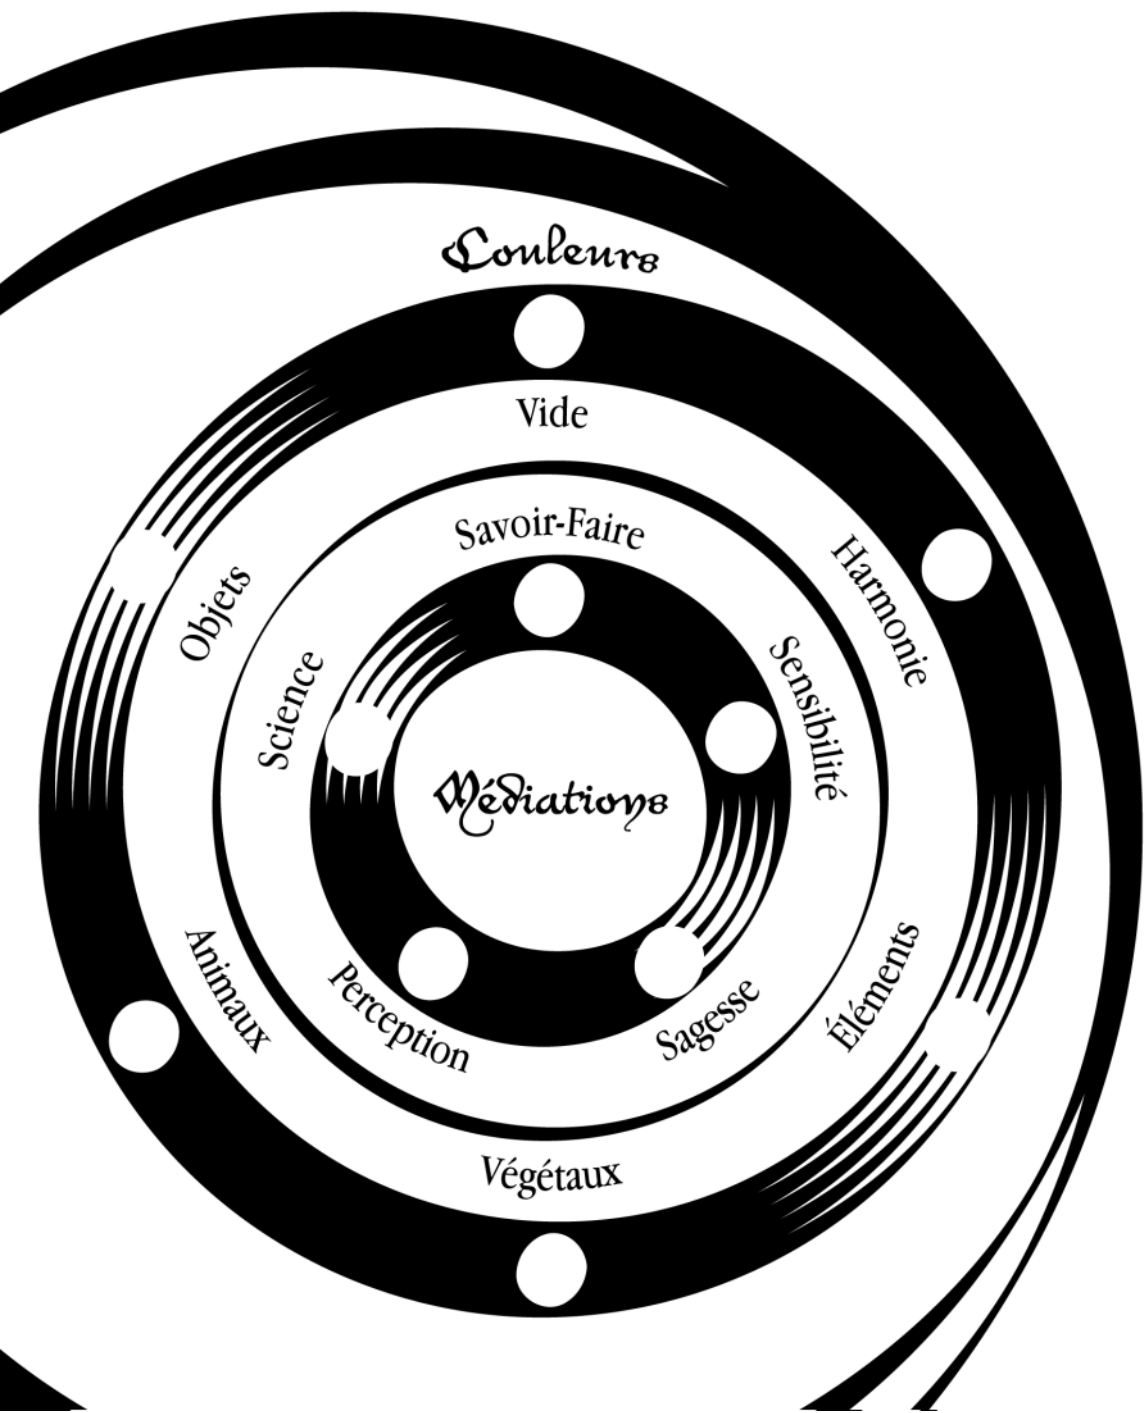 Couleurs
Vide
Harmonie
Éléments
Végétaux
Animaux
Objets
Savoir-Faire
Sensibilité
Sagesse
Perception
Science
Médiations